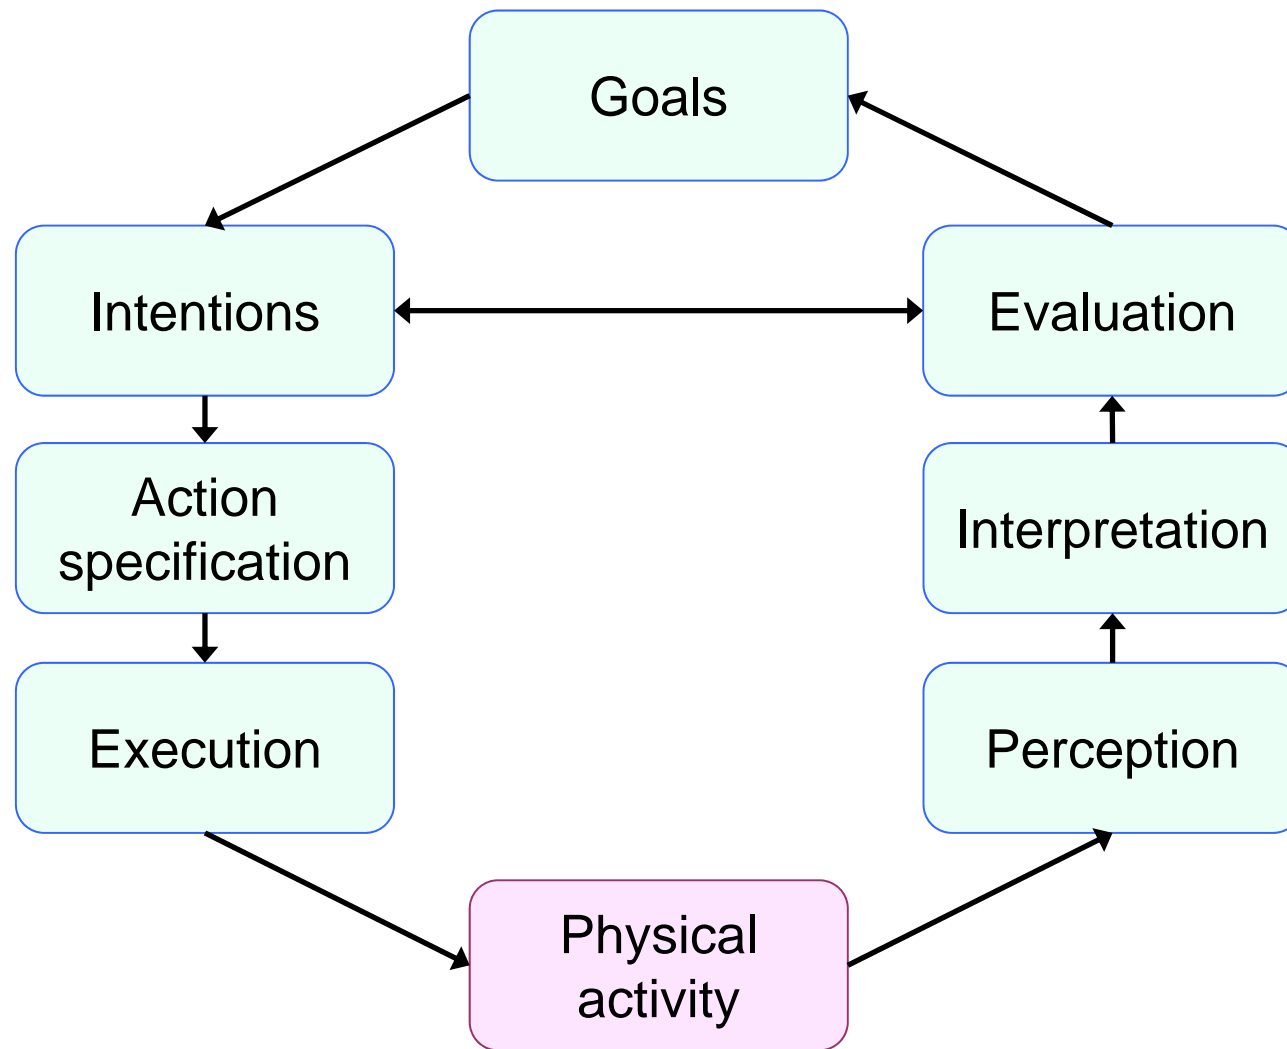 Goals
Intentions
Evaluation
Action
specification
Interpretation
Execution
Perception
Physical
activity